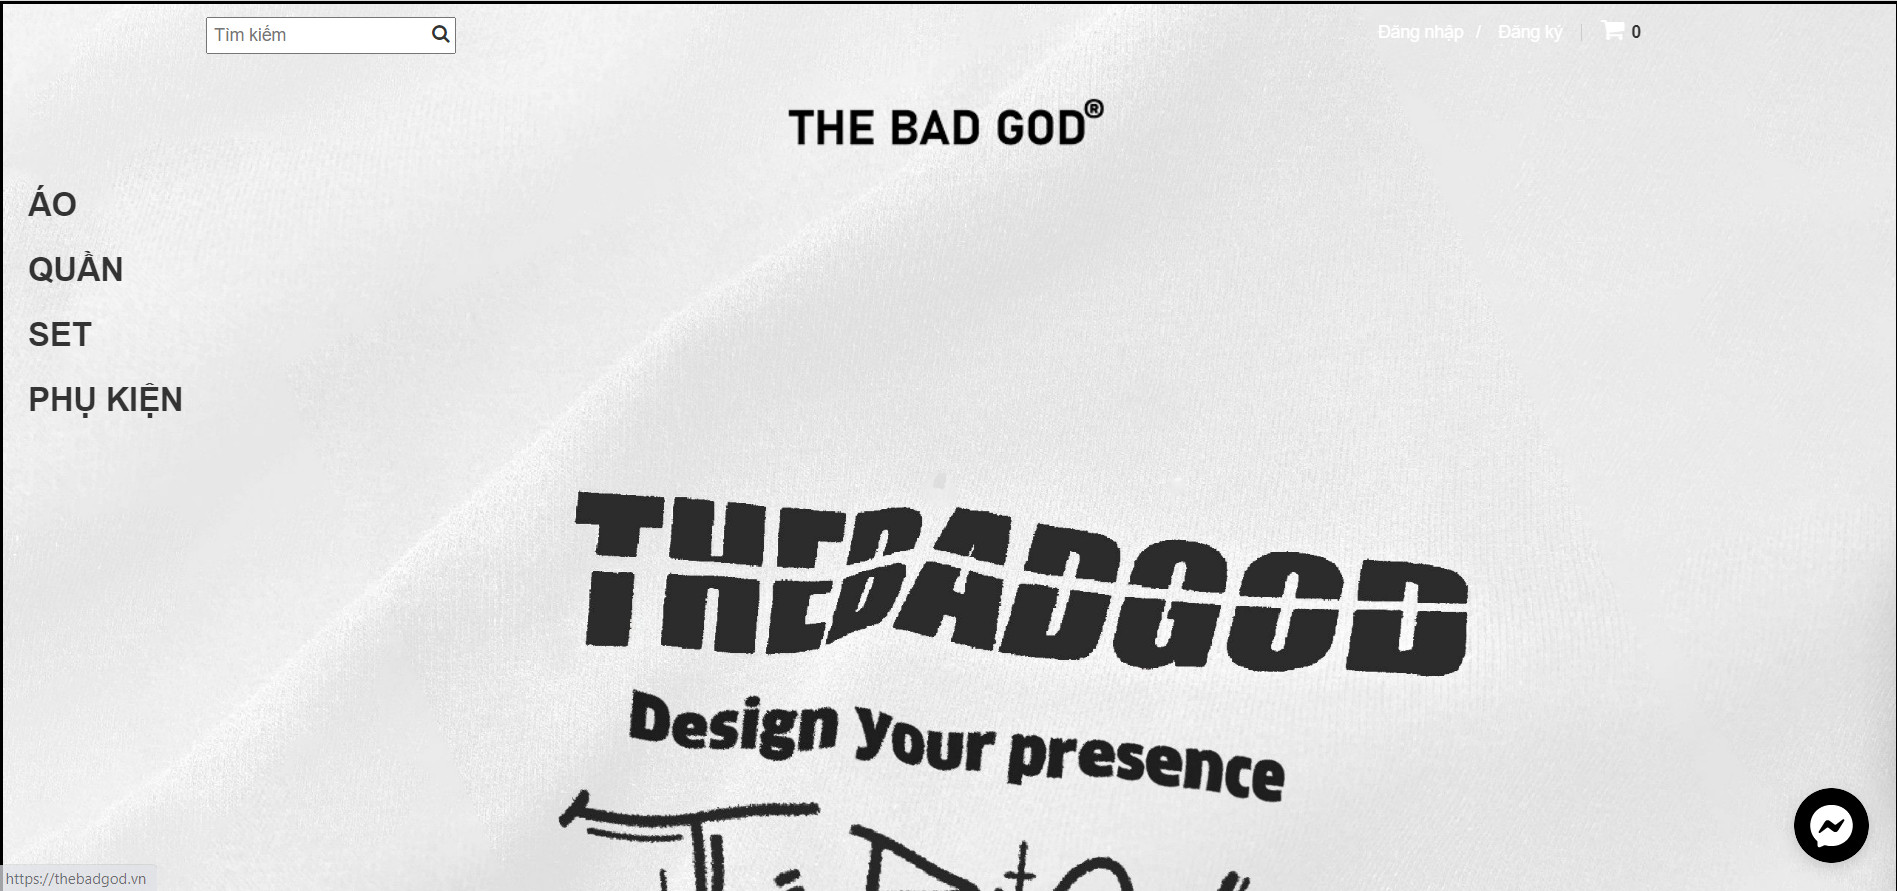 Tìm kiếm
Đăng nhập / Đăng ký | 0
THE BAD GOD®
ÁO
QUẦN
SET
PHỤ KIỆN
THEBADGOD
Design your presence
https://thebadgod.vn